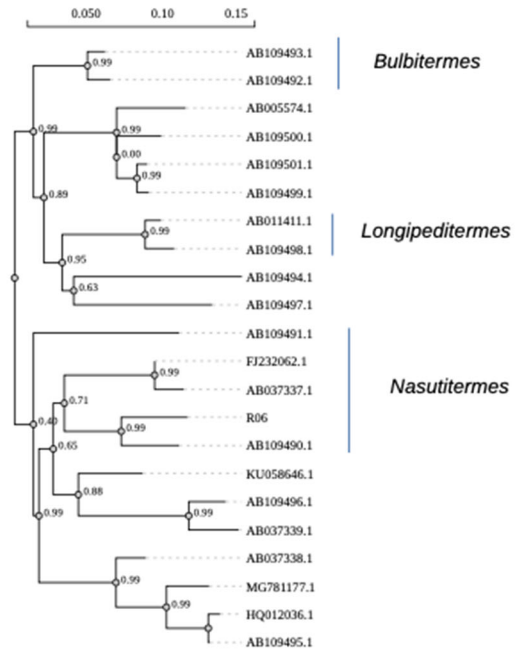 0.050 0.10 0.15
AB109493.1
0.99
Bulbitermes
AB109492.1
AB005574.1
0.99
0.99
AB109500.1
0.00
AB109501.1
0.99
AB109499.1
0.89
AB011411.1
0.99
Longipeditermes
AB109498.1
0.95
AB109494.1
0.63
AB109497.1
AB109491.1
FJ232062.1
0.99
AB037337.1
Nasutitermes
0.71
R06
0.40
0.99
AB109490.1
0.65
KU058646.1
0.88
AB109496.1
0.99
0.99
AB037339.1
AB037338.1
0.99
MG781177.1
0.99
HQ012036.1
AB109495.1